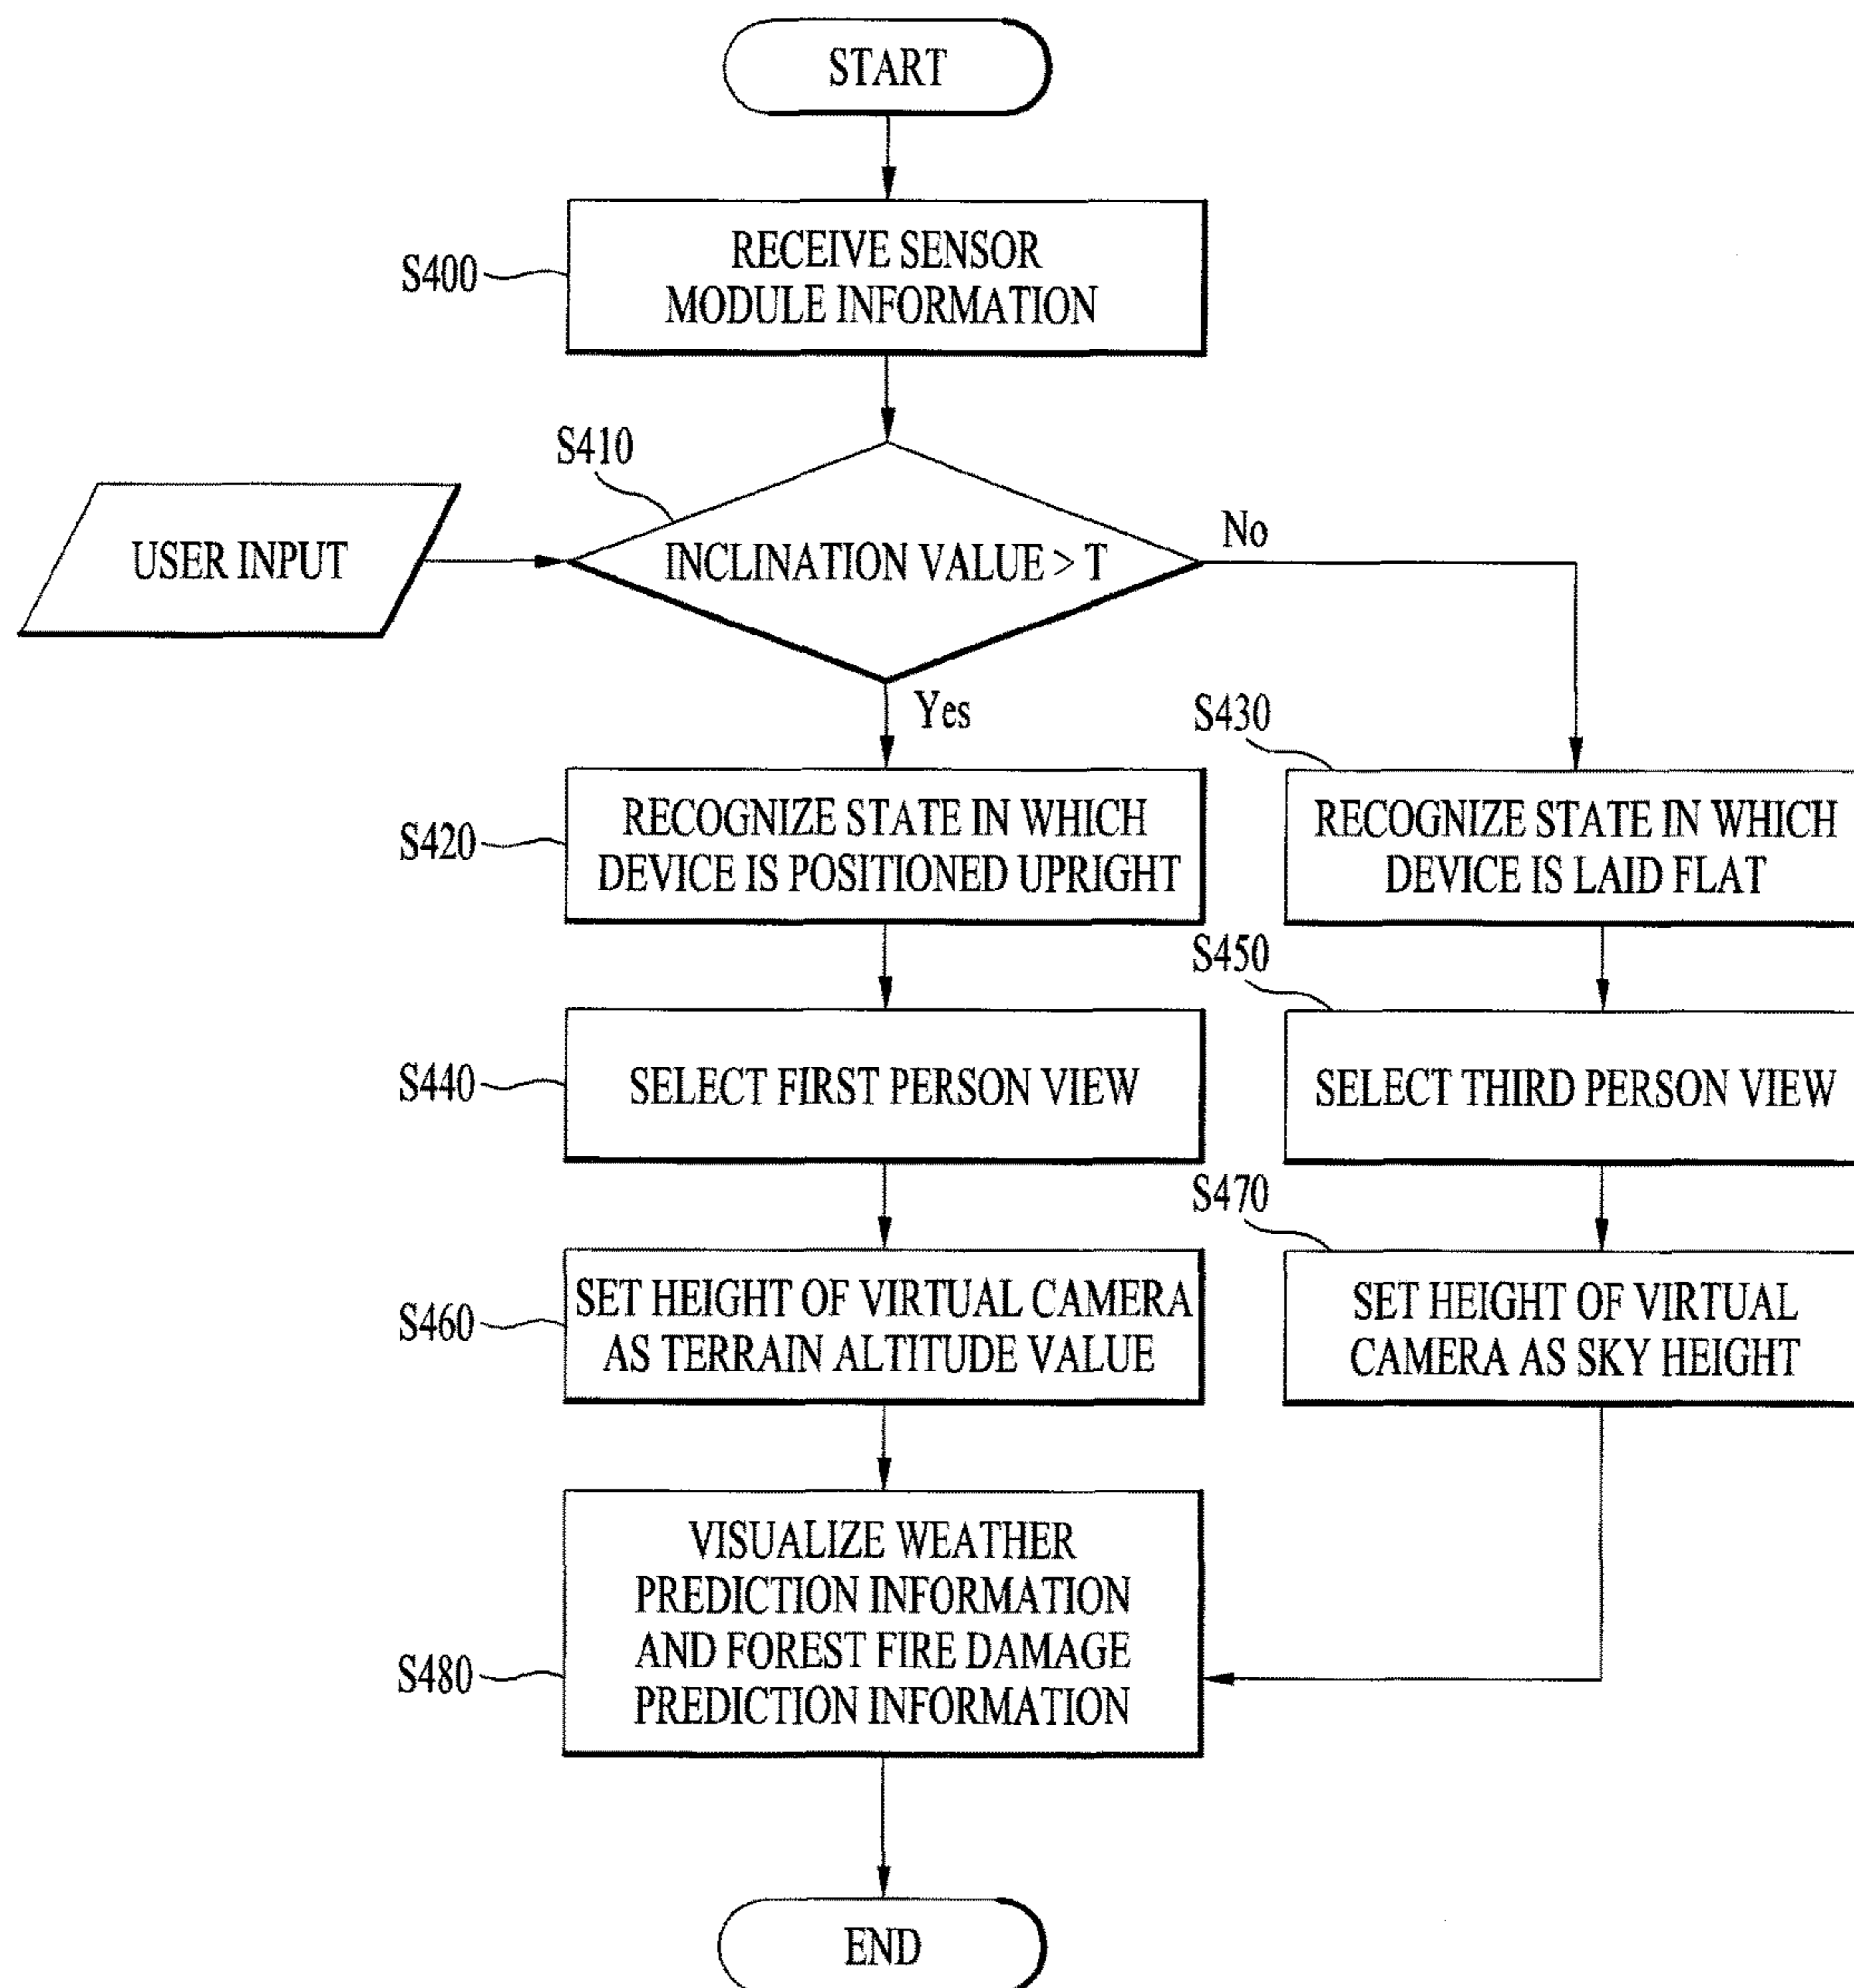 START
S400
RECEIVE SENSOR
MODULE INFORMATION
S410
USER INPUT
INCLINATION VALUE > T
No
Yes
S420
RECOGNIZE STATE IN WHICH
DEVICE IS POSITIONED UPRIGHT
S430
RECOGNIZE STATE IN WHICH
DEVICE IS LAID FLAT
S440
SELECT FIRST PERSON VIEW
S450
SELECT THIRD PERSON VIEW
S460
SET HEIGHT OF VIRTUAL CAMERA
AS TERRAIN ALTITUDE VALUE
S470
SET HEIGHT OF VIRTUAL
CAMERA AS SKY HEIGHT
S480
VISUALIZE WEATHER
PREDICTION INFORMATION
AND FOREST FIRE DAMAGE
PREDICTION INFORMATION
END